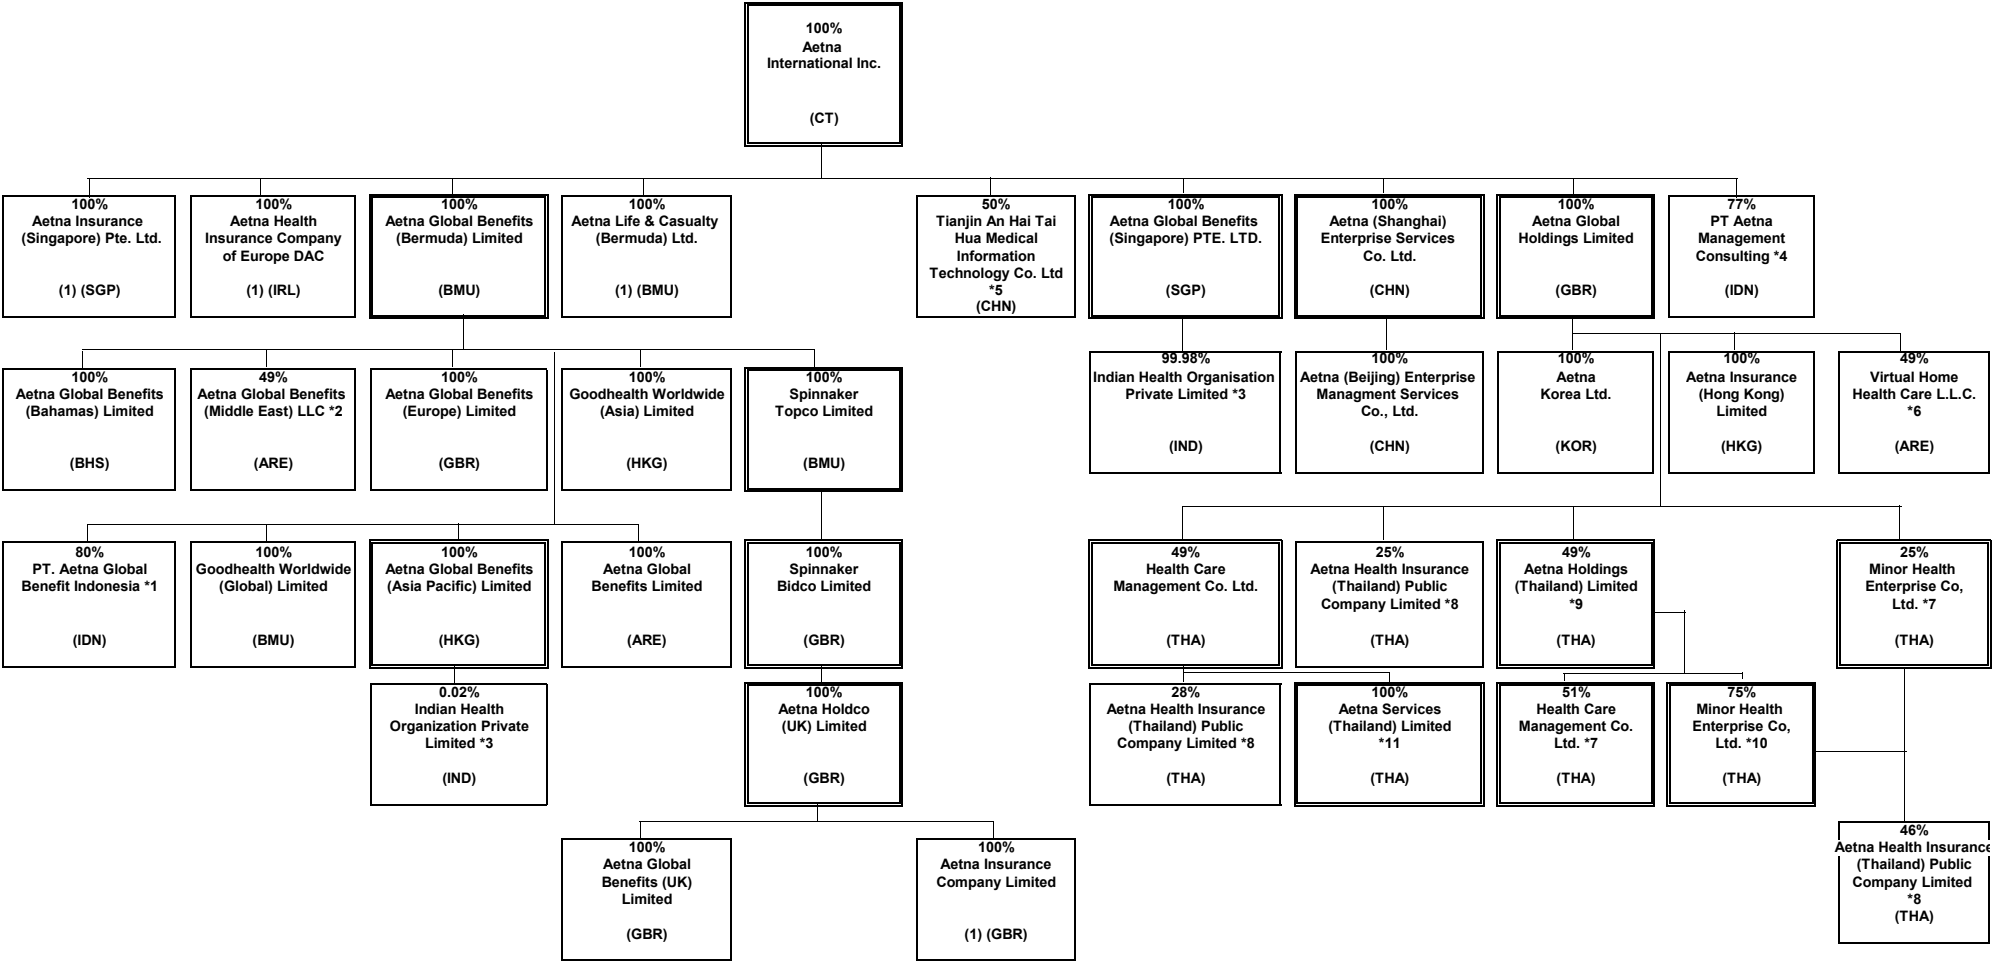 100%
Aetna
International Inc.
(CT)
100%
Aetna Insurance
(Singapore) Pte. Ltd.
(1) (SGP)
100%
Aetna Health
Insurance Company
of Europe DAC
(1) (IRL)
100%
Aetna Global Benefits
(Bermuda) Limited
(BMU)
100%
Aetna Life & Casualty
(Bermuda) Ltd.
(1) (BMU)
50%
Tianjin An Hai Tai
Hua Medical
Information
Technology Co. Ltd
*5
(CHN)
100%
Aetna Global Benefits
(Singapore) PTE. LTD.
(SGP)
100%
Aetna (Shanghai)
Enterprise Services
Co. Ltd.
(CHN)
100%
Aetna Global
Holdings Limited
(GBR)
77%
PT Aetna
Management
Consulting *4
(IDN)
100%
Aetna Global Benefits
(Bahamas) Limited
(BHS)
49%
Aetna Global Benefits
(Middle East) LLC *2
(ARE)
100%
Aetna Global Benefits
(Europe) Limited
(GBR)
100%
Goodhealth Worldwide
(Asia) Limited
(HKG)
100%
Spinnaker
Topco Limited
(BMU)
99.98%
Indian Health Organisation
Private Limited *3
(IND)
100%
Aetna (Beijing) Enterprise
Managment Services
Co., Ltd.
(CHN)
100%
Aetna
Korea Ltd.
(KOR)
100%
Aetna Insurance
(Hong Kong)
Limited
(HKG)
49%
Virtual Home
Health Care L.L.C.
*6
(ARE)
80%
PT. Aetna Global
Benefit Indonesia *1
(IDN)
100%
Goodhealth Worldwide
(Global) Limited
(BMU)
100%
Aetna Global Benefits
(Asia Pacific) Limited
(HKG)
100%
Aetna Global
Benefits Limited
(ARE)
100%
Spinnaker
Bidco Limited
(GBR)
49%
Health Care
Management Co. Ltd.
(THA)
25%
Aetna Health Insurance
(Thailand) Public
Company Limited *8
(THA)
49%
Aetna Holdings
(Thailand) Limited
*9
(THA)
25%
Minor Health
Enterprise Co,
Ltd. *7
(THA)
0.02%
Indian Health
Organization Private
Limited *3
(IND)
100%
Aetna Holdco
(UK) Limited
(GBR)
28%
Aetna Health Insurance
(Thailand) Public
Company Limited *8
(THA)
100%
Aetna Services
(Thailand) Limited
*11
(THA)
51%
Health Care
Management Co.
Ltd. *7
(THA)
75%
Minor Health
Enterprise Co,
Ltd. *10
(THA)
100%
Aetna Global
Benefits (UK)
Limited
(GBR)
100%
Aetna Insurance
Company Limited
(1) (GBR)
46%
Aetna Health Insurance
(Thailand) Public
Company Limited
*8
(THA)